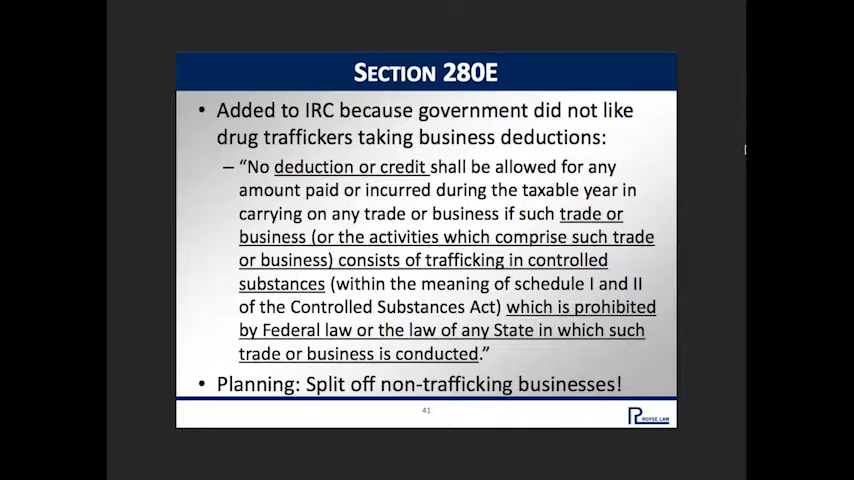 SECTION 280E
• Added to IRC because government did not like
drug traffickers taking business deductions:
– “No deduction or credit shall be allowed for any
amount paid or incurred during the taxable year in
carrying on any trade or business if such trade or
business (or the activities which comprise such trade
or business) consists of trafficking in controlled
substances (within the meaning of schedule I and II
of the Controlled Substances Act) which is prohibited
by Federal law or the law of any State in which such
trade or business is conducted.”
• Planning: Split off non-trafficking businesses!
41
ROYSE LAW